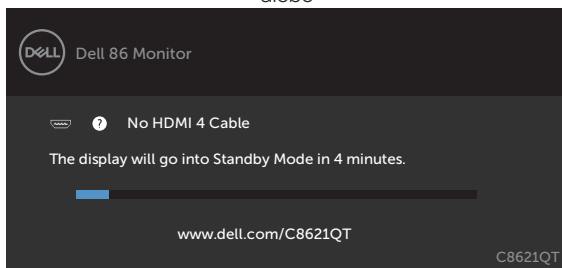 alebo
DELL
Dell 86 Monitor
? No HDMI 4 Cable
The display will go into Standby Mode in 4 minutes.
www.dell.com/C8621QT
C8621QT